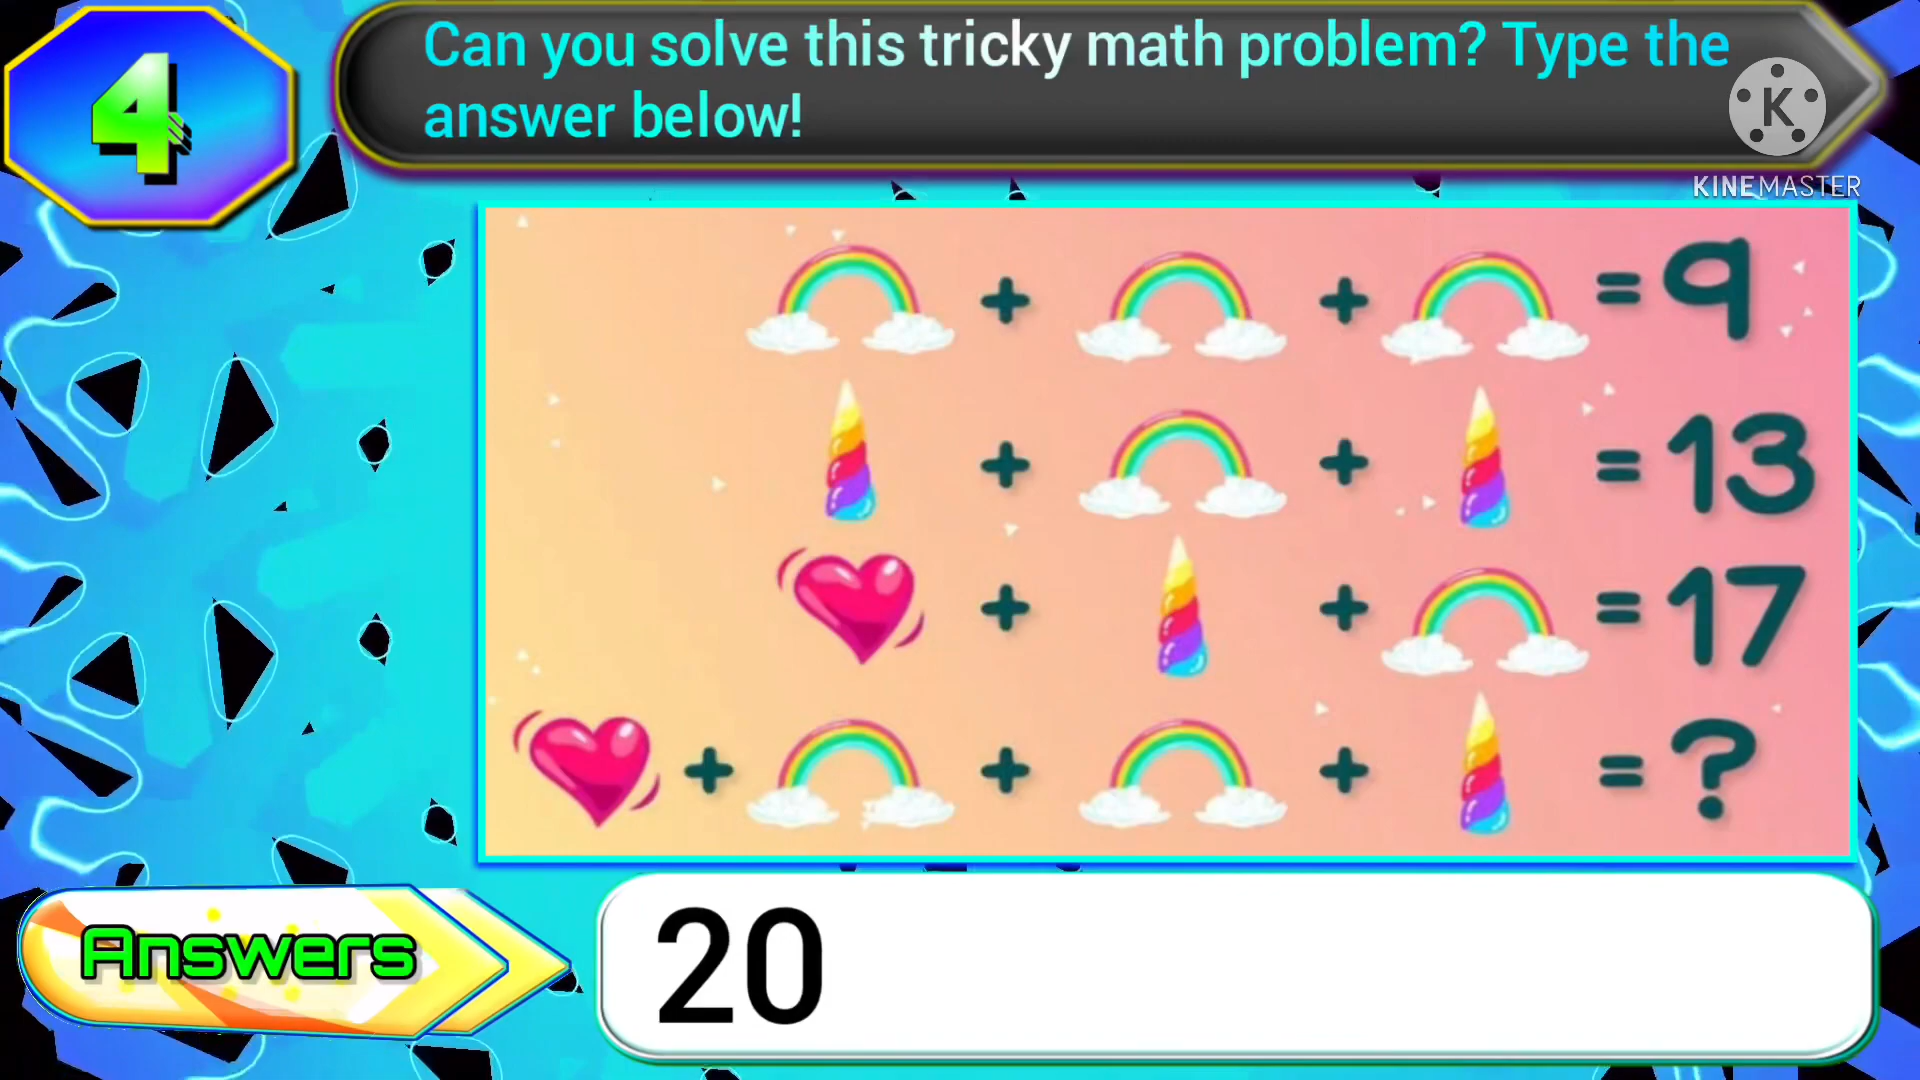 4
Can you solve this tricky math problem? Type the
answer below!
K
KINEMASTER
+ + = 9
+ + = 13
+ + = 17
+ + + = ?
Answers
20